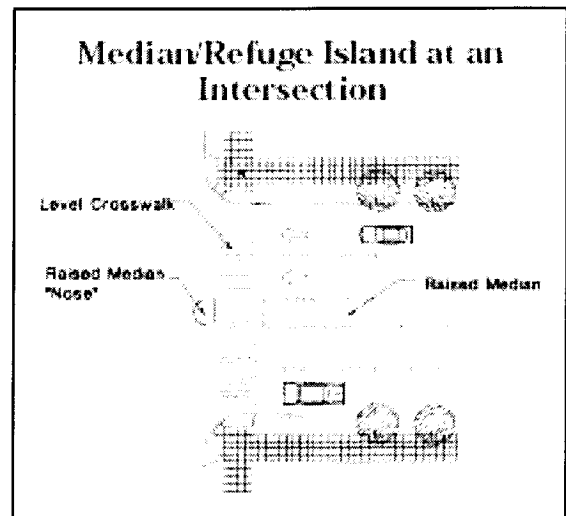 Median/Refuge Island at an
Intersection
Level Crosswalk
Raised Median
"Nose"
Raised Median